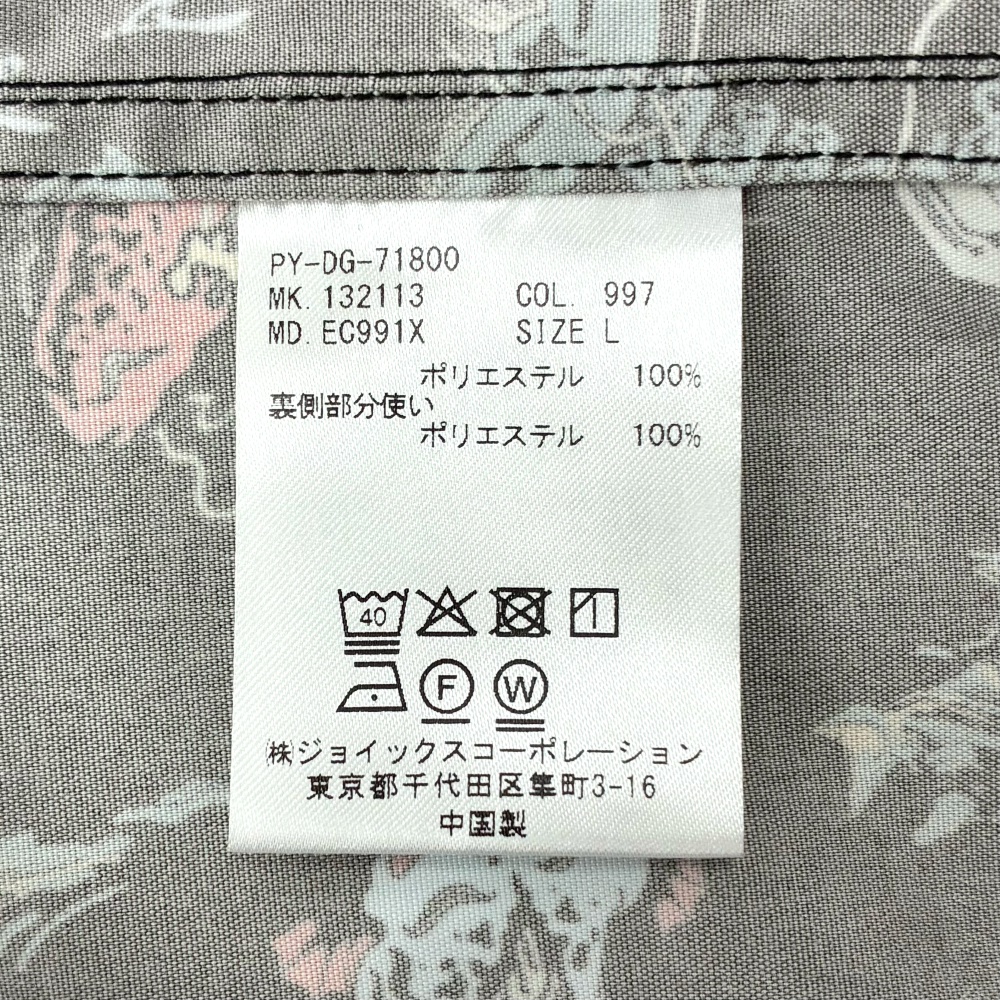 PY-DG-71800
MK. 132113 COL. 997
MD. EC991X SIZE L
ポリエステル 100%
裏側部分使い
ポリエステル 100%
40
1
F W
㈱ジョイックスコーポレーション
東京都千代田区隼町3-16
中国製